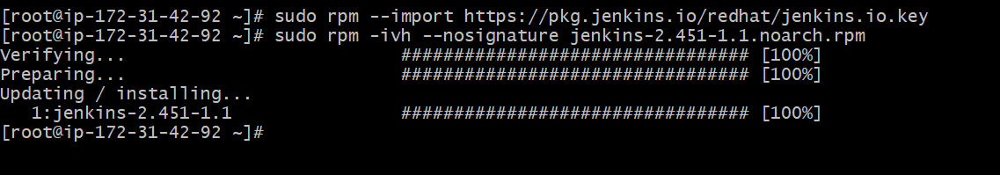 [root@ip-172-31-42-92 ~]# sudo rpm --import https://pkg.jenkins.io/redhat/jenkins.io.key
[root@ip-172-31-42-92 ~]# sudo rpm -ivh --nosignature jenkins-2.451-1.1.noarch.rpm
Verifying... ################################# [100%]
Preparing... ################################# [100%]
Updating / installing...
1:jenkins-2.451-1.1 ################################# [100%]
[root@ip-172-31-42-92 ~]#